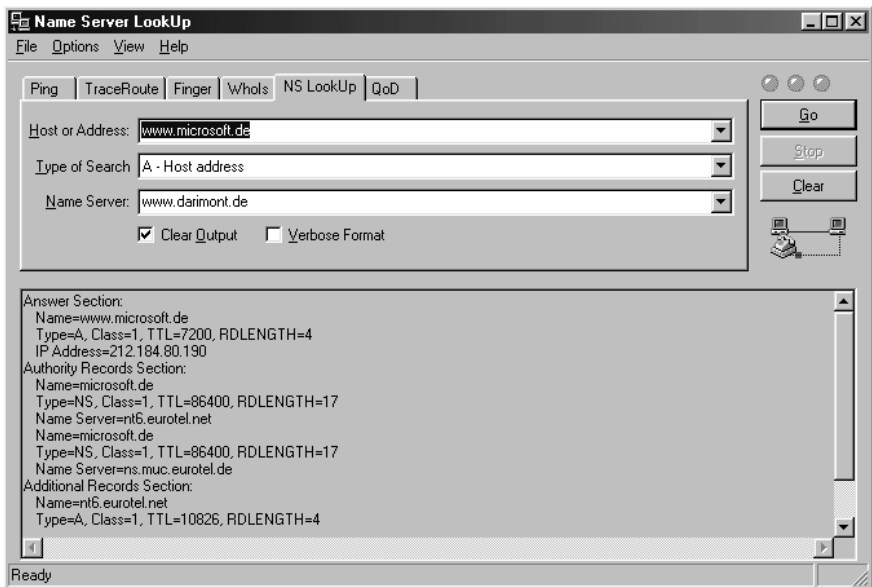 Name Server LookUp
File Options View Help
Ping TraceRoute Finger WhoIs NS LookUp QoD
Host or Address: www.microsoft.de
Go
Type of Search A - Host address
Stop
Name Server: www.darimont.de
Clear
Clear Output Verbose Format
Answer Section:
Name=www.microsoft.de
Type=A, Class=1, TTL=7200, RDLENGTH=4
IP Address=212.184.80.190
Authority Records Section:
Name=microsoft.de
Type=NS, Class=1, TTL=86400, RDLENGTH=17
Name Server=nt6.eurotel.net
Name=microsoft.de
Type=NS, Class=1, TTL=86400, RDLENGTH=17
Name Server=ns.muc.eurotel.de
Additional Records Section:
Name=nt6.eurotel.net
Type=A, Class=1, TTL=10826, RDLENGTH=4
Ready